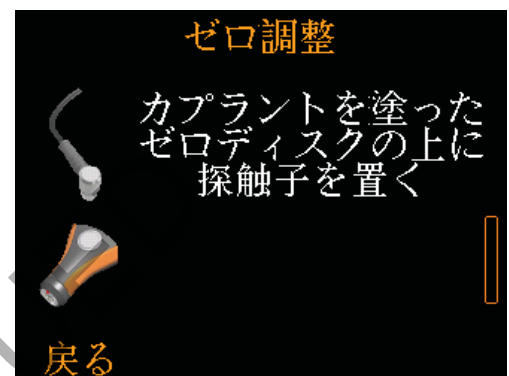 ゼロ調整
カプラントを塗った
ゼロディスクの上に
探触子を置く
戻る